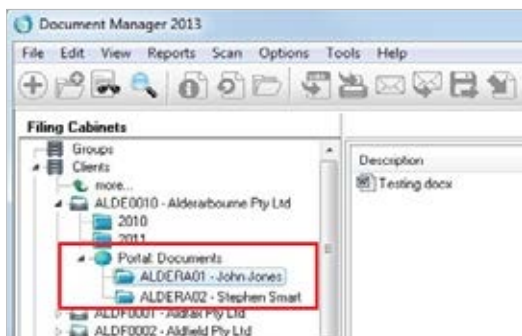 Document Manager 2013
File Edit View Reports Scan Options Tools Help
Filing Cabinets
Groups
Clients
more...
ALDE0010 - Alderarbourne Pty Ltd
2010
2011
Portal Documents
ALDERA01 - John Jones
ALDERA02 - Stephen Smart
ALDF0001 - Aldfax Pty Ltd
ALDF0002 - Aldfield Pty Ltd
Description
Testing.docx